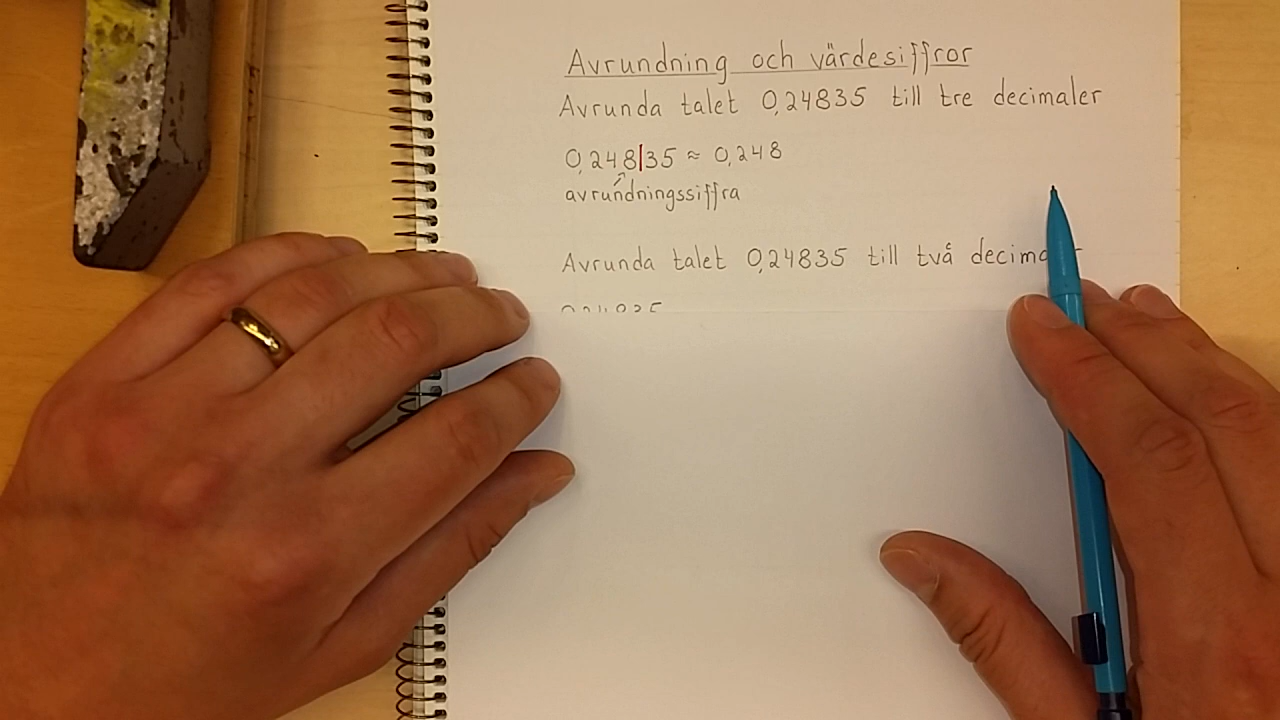 Avrundning och värdesiffror
Avrunda talet 0,24835 till tre decimaler
0,248|35 ≈ 0,248
avrundningssiffra
Avrunda talet 0,24835 till två